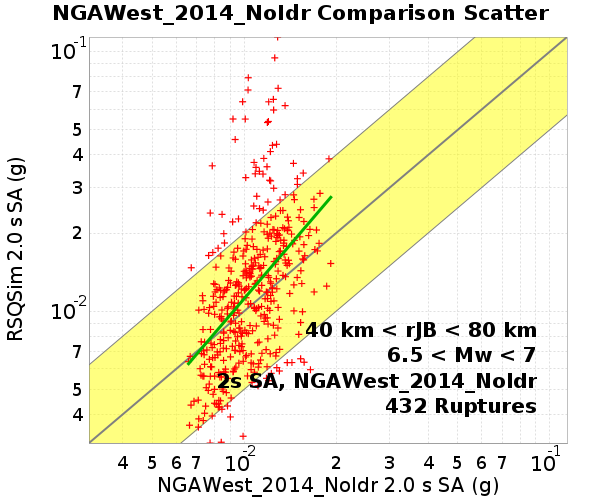 NGAWest_2014_NoIdr Comparison Scatter
RSQSim 2.0 s SA (g)
10-1
7
5
4
3
2
10-2
7
5
4
40 km < rJB < 80 km
6.5 < Mw < 7
2s SA, NGAWest_2014_NoIdr
432 Ruptures
4 5 6 7 10-2 2 4 5 6 7 10-1
NGAWest_2014_NoIdr 2.0 s SA (g)